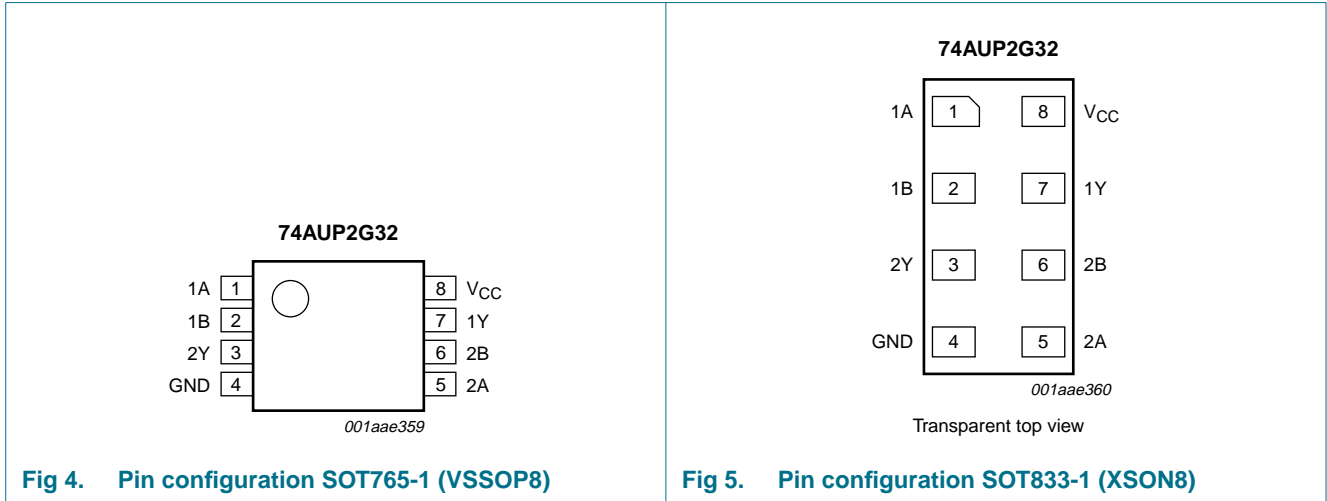 74AUP2G32
1A 1 8 VCC
1B 2 7 1Y
2Y 3 6 2B
GND 4 5 2A
001aae359
Fig 4. Pin configuration SOT765-1 (VSSOP8)
74AUP2G32
1A 1 8 VCC
1B 2 7 1Y
2Y 3 6 2B
GND 4 5 2A
001aae360
Transparent top view
Fig 5. Pin configuration SOT833-1 (XSON8)